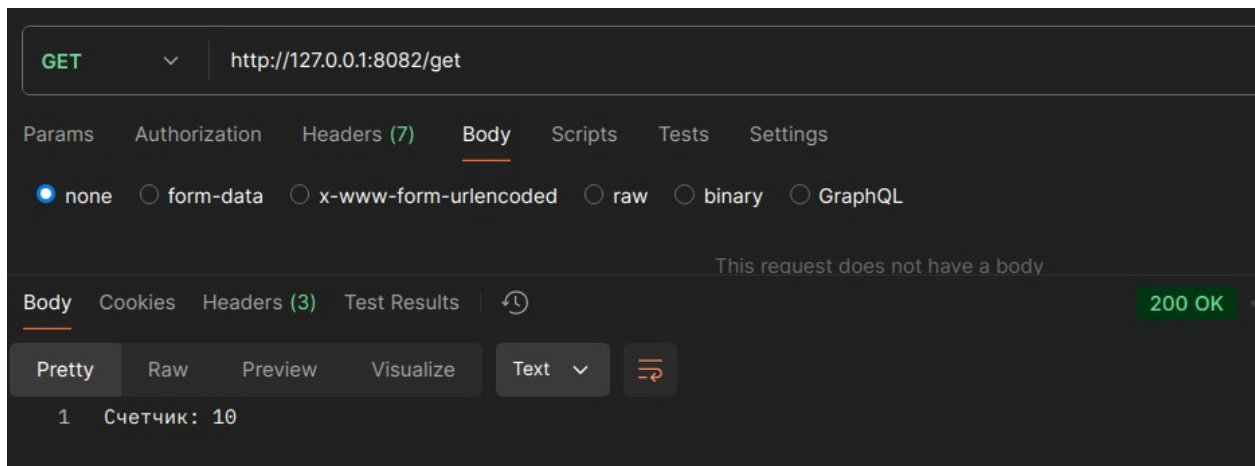 GET http://127.0.0.1:8082/get
Params Authorization Headers (7) Body Scripts Tests Settings
none form-data x-www-form-urlencoded raw binary GraphQL
This request does not have a body
Body Cookies Headers (3) Test Results 200 OK
Pretty Raw Preview Visualize Text
1 Счетчик: 10